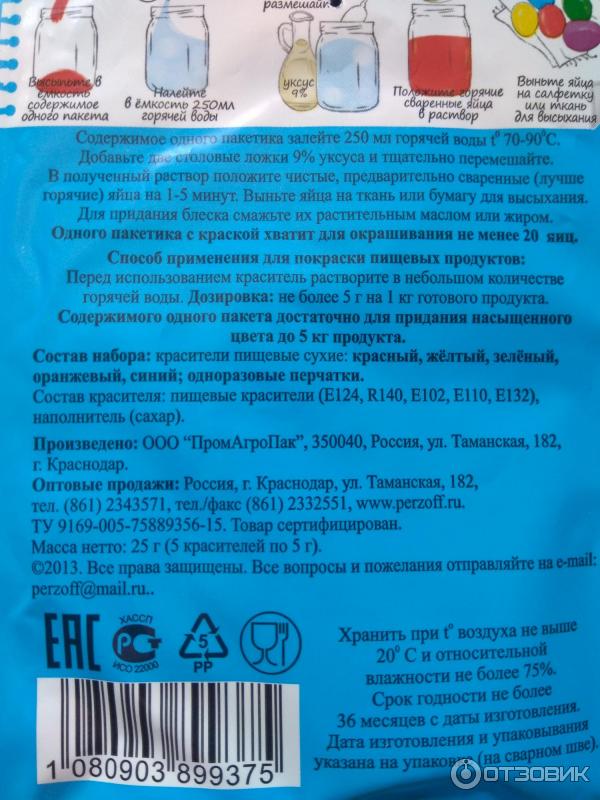 размешайте.
Высыпьте в
ёмкость
содержимое
одного пакета
Налейте
в ёмкость 250мл
горячей воды
уксус
9%
Положите горячие
сваренные яйца
в раствор
Выньте яйца
на салфетку
или ткань
для высыхания
Содержимое одного пакетика залейте 250 мл горячей воды t° 70-90°C.
Добавьте две столовые ложки 9% уксуса и тщательно перемешайте.
В полученный раствор положите чистые, предварительно сваренные (лучше
горячие) яйца на 1-5 минут. Выньте яйца на ткань или бумагу для высыхания.
Для придания блеска смажьте их растительным маслом или жиром.
Одного пакетика с краской хватит для окрашивания не менее 20 яиц.
Способ применения для покраски пищевых продуктов:
Перед использованием краситель растворите в небольшом количестве
горячей воды. Дозировка: не более 5 г на 1 кг готового продукта.
Содержимого одного пакета достаточно для придания насыщенного
цвета до 5 кг продукта.
Состав набора: красители пищевые сухие: красный, жёлтый, зелёный,
оранжевый, синий; одноразовые перчатки.
Состав красителя: пищевые красители (E124, R140, E102, E110, E132),
наполнитель (сахар).
Произведено: ООО “ПромАгроПак”, 350040, Россия, ул. Таманская, 182,
г. Краснодар.
Оптовые продажи: Россия, г. Краснодар, ул. Таманская, 182,
тел. (861) 2343571, тел./факс (861) 2332551, www.perzoff.ru.
ТУ 9169-005-75889356-15. Товар сертифицирован.
Масса нетто: 25 г (5 красителей по 5 г).
©2013. Все права защищены. Все вопросы и пожелания отправляйте на e-mail:
perzoff@mail.ru..
ЕАС
ХАССП
РСТ
ИСО 22000
5
PP
Хранить при t° воздуха не выше
20° С и относительной
влажности не более 75%.
Срок годности не более
36 месяцев с даты изготовления.
Дата изготовления и упаковывания
указана на упаковке (на сварном шве).
1 080903 899375
ОТЗОВИК